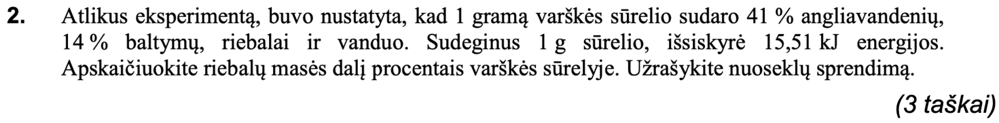 2. Atlikus eksperimentą, buvo nustatyta, kad 1 gramą varškės sūrelio sudaro 41 % angliavandenių,
14 % baltymų, riebalai ir vanduo. Sudeginus 1 g sūrelio, išsiskyrė 15,51 kJ energijos.
Apskaičiuokite riebalų masės dalį procentais varškės sūrelyje. Užrašykite nuoseklų sprendimą.
(3 taškai)